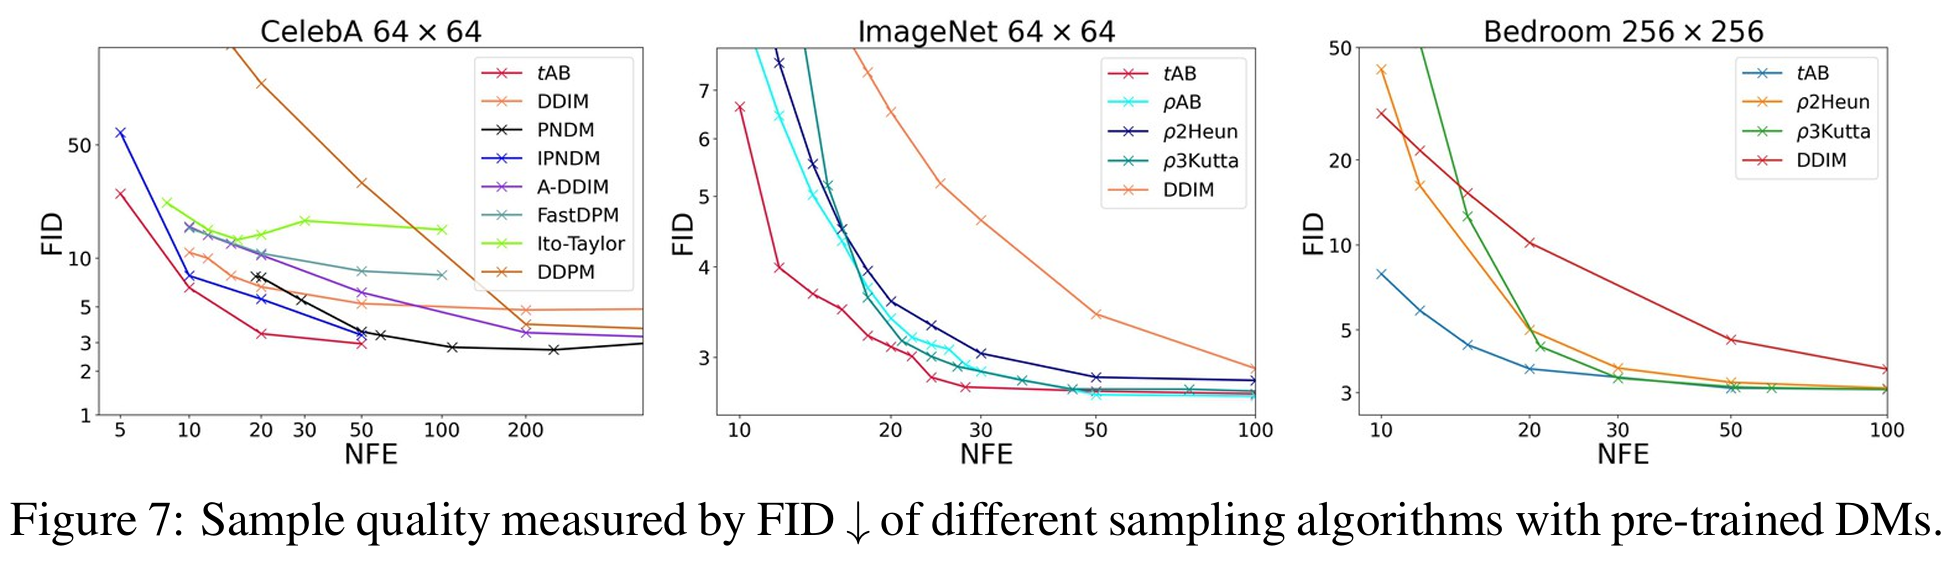 CelebA 64 × 64
FID
50
10
5
3
2
1
5 10 20 30 50 100 200
NFE
tAB
DDIM
PNDM
IPNDM
A-DDIM
FastDPM
Ito-Taylor
DDPM
ImageNet 64 × 64
FID
7
6
5
4
3
10 20 30 50 100
NFE
tAB
ρAB
ρ2Heun
ρ3Kutta
DDIM
Bedroom 256 × 256
FID
50
20
10
5
3
10 20 30 50 100
NFE
tAB
ρ2Heun
ρ3Kutta
DDIM
Figure 7: Sample quality measured by FID ↓ of different sampling algorithms with pre-trained DMs.